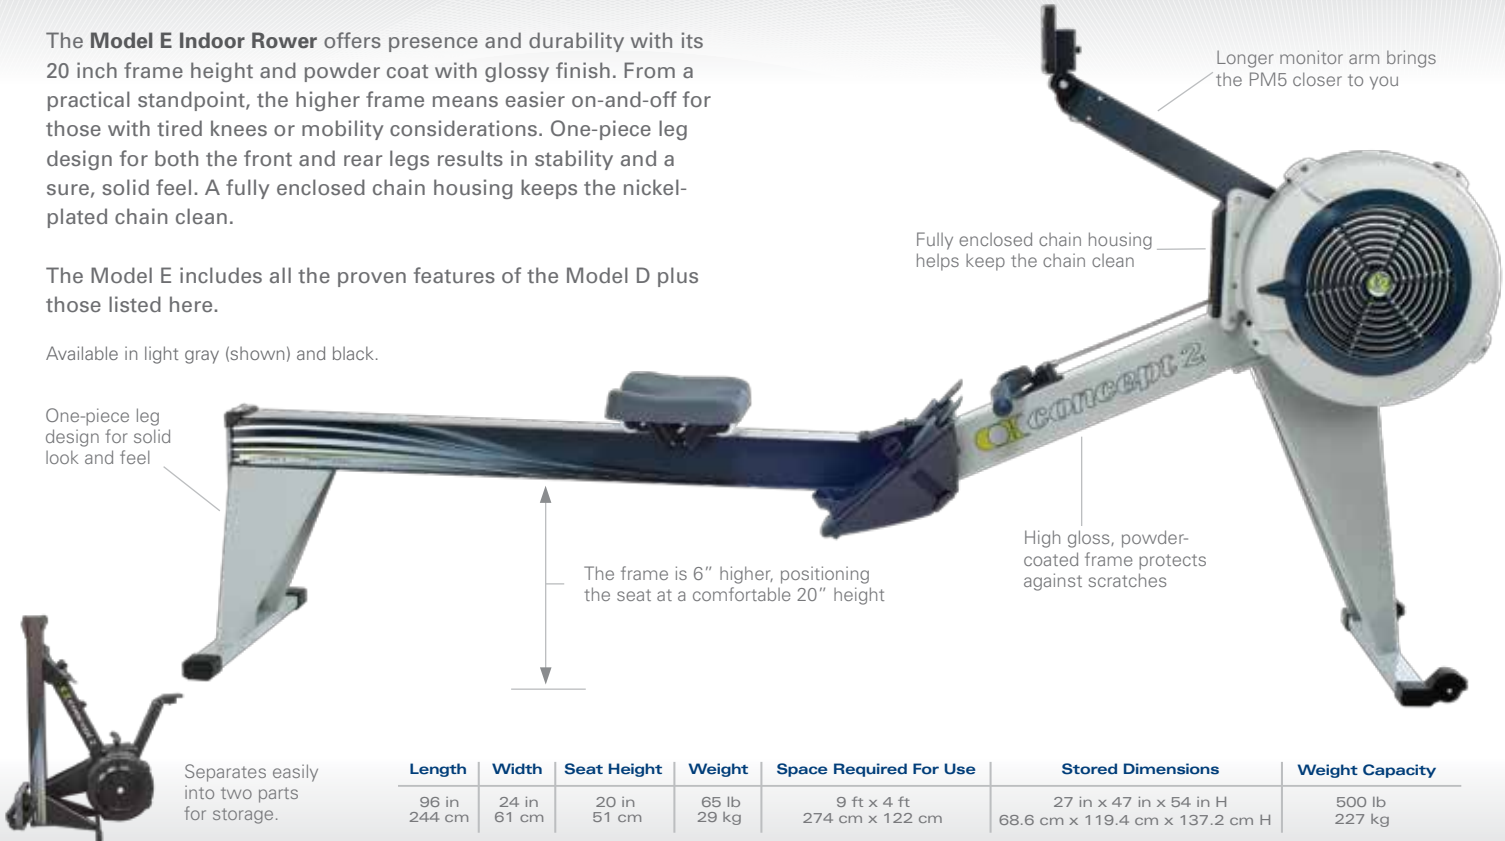 The Model E Indoor Rower offers presence and durability with its
20 inch frame height and powder coat with glossy finish. From a
practical standpoint, the higher frame means easier on-and-off for
those with tired knees or mobility considerations. One-piece leg
design for both the front and rear legs results in stability and a
sure, solid feel. A fully enclosed chain housing keeps the nickel-
plated chain clean.
The Model E includes all the proven features of the Model D plus
those listed here.
Available in light gray (shown) and black.
Longer monitor arm brings
the PM5 closer to you
Fully enclosed chain housing
helps keep the chain clean
One-piece leg
design for solid
look and feel
concept 2
The frame is 6” higher, positioning
the seat at a comfortable 20” height
High gloss, powder-
coated frame protects
against scratches
Separates easily
into two parts
for storage.
Length Width Seat Height Weight Space Required For Use Stored Dimensions Weight Capacity
96 in 24 in 20 in 65 lb 9 ft x 4 ft 27 in x 47 in x 54 in H 500 lb
244 cm 61 cm 51 cm 29 kg 274 cm x 122 cm 68.6 cm x 119.4 cm x 137.2 cm H 227 kg